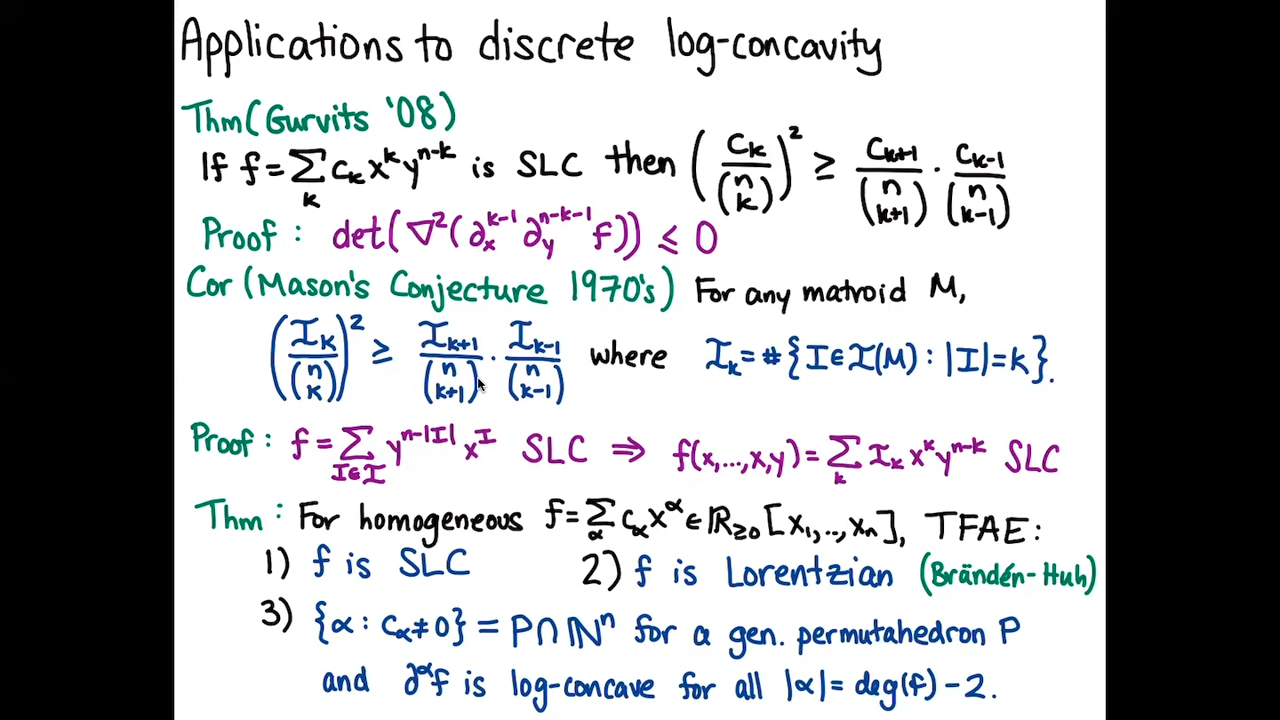 Applications to discrete log-concavity
Thm (Gurvits '08)
If f = ∑_k c_k x^k y^{n-k} is SLC then (c_k / (n choose k))^2 ≥ c_{k+1} / (n choose k+1) · c_{k-1} / (n choose k-1)
Proof : det(∇²(∂_x^{k-1} ∂_y^{n-k-1} f)) ≤ 0
Cor (Mason's Conjecture 1970's) For any matroid M,
(I_k / (n choose k))^2 ≥ I_{k+1} / (n choose k+1) · I_{k-1} / (n choose k-1) where I_k = #{I ∈ I(M) : |I| = k}.
Proof : f = ∑_{I∈I} y^{n-|I|} x^I SLC ⇒ f(x,...,x,y) = ∑_k I_k x^k y^{n-k} SLC
Thm : For homogeneous f = ∑_α c_α x^α ∈ ℝ_{≥0}[x_1,..,x_n], TFAE:
1) f is SLC 2) f is Lorentzian (Brändén-Huh)
3) {α : c_α ≠ 0} = P ∩ ℕ^n for a gen. permutahedron P
and ∂^α f is log-concave for all |α| = deg(f) - 2.